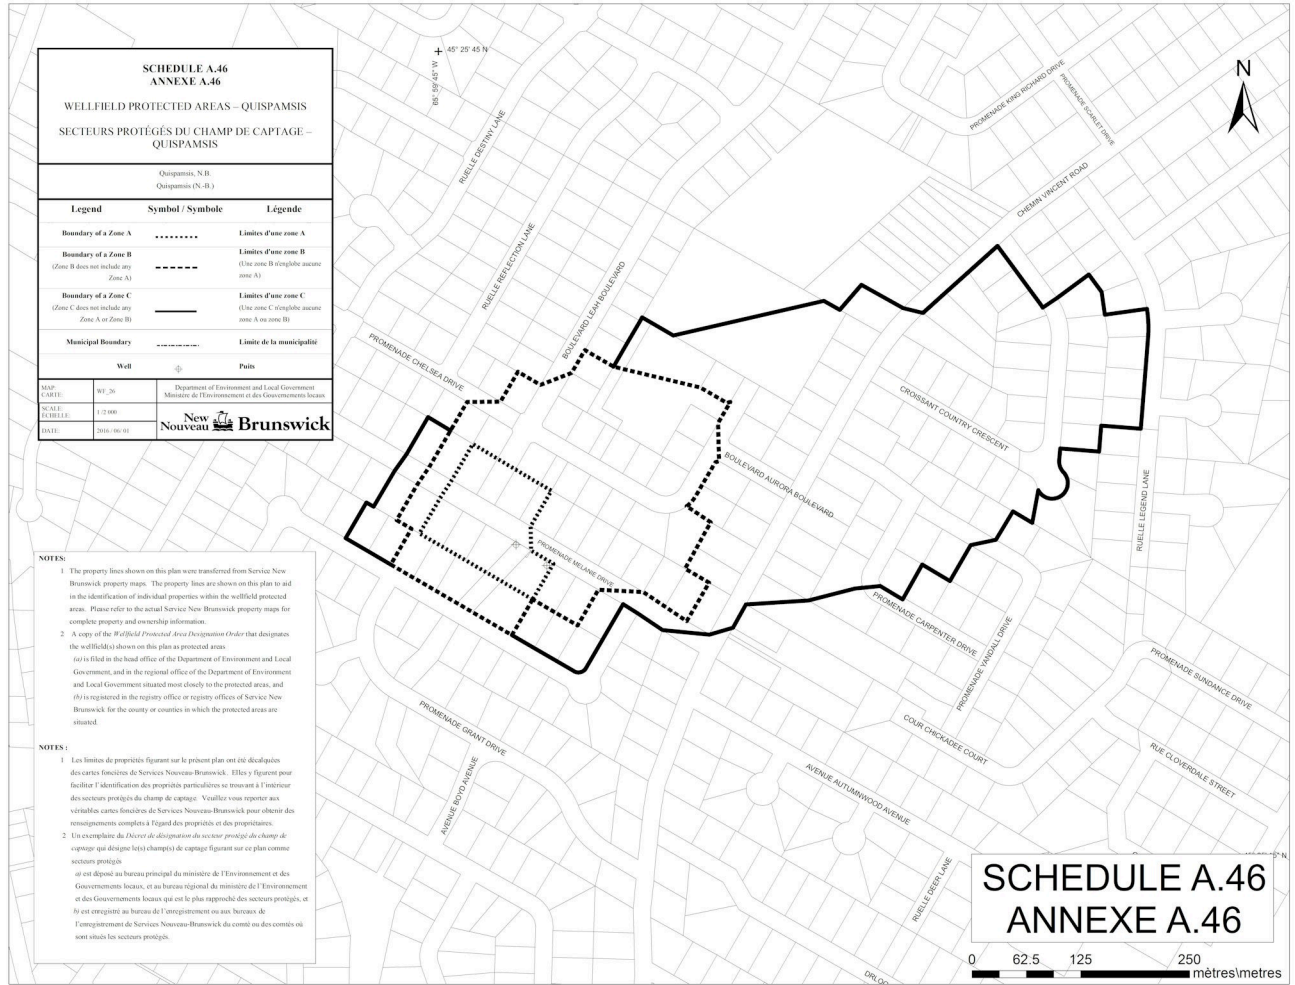 SCHEDULE A.46
ANNEXE A.46
WELLFIELD PROTECTED AREAS – QUISPAMSIS
SECTEURS PROTÉGÉS DU CHAMP DE CAPTAGE –
QUISPAMSIS
Quispamsis, N.B.
Quispamsis (N.-B.)
Legend Symbol / Symbole Légende
Boundary of a Zone A Limites d'une zone A
Boundary of a Zone B Limites d'une zone B
(Zone B does not include any (Une zone B n'englobe aucune
Zone A) zone A)
Boundary of a Zone C Limites d'une zone C
(Zone C does not include any (Une zone C n'englobe aucune
Zone A or Zone B) zone A ou zone B)
Municipal Boundary Limite de la municipalité
Well Puits
MAP:
CARTE: WF_26
Department of Environment and Local Government
Ministère de l'Environnement et des Gouvernements locaux
SCALE:
ÉCHELLE: 1 /2 000
DATE: 2016 / 06/ 01
New
Nouveau Brunswick
NOTES:
1 The property lines shown on this plan were transferred from Service New
Brunswick property maps. The property lines are shown on this plan to aid
in the identification of individual properties within the wellfield protected
areas. Please refer to the actual Service New Brunswick property maps for
complete property and ownership information.
2 A copy of the Wellfield Protected Area Designation Order that designates
the wellfield(s) shown on this plan as protected areas
(a) is filed in the head office of the Department of Environment and Local
Government, and in the regional office of the Department of Environment
and Local Government situated most closely to the protected areas, and
(b) is registered in the registry office or registry offices of Service New
Brunswick for the county or counties in which the protected areas are
situated.
NOTES :
1 Les limites de propriétés figurant sur le présent plan ont été décalquées
des cartes foncières de Services Nouveau-Brunswick. Elles y figurent pour
faciliter l'identification des propriétés particulières se trouvant à l'intérieur
des secteurs protégés du champ de captage. Veuillez vous reporter aux
véritables cartes foncières de Services Nouveau-Brunswick pour obtenir des
renseignements complets à l'égard des propriétés et des propriétaires.
2 Un exemplaire du Décret de désignation du secteur protégé du champ de
captage qui désigne le(s) champ(s) de captage figurant sur ce plan comme
secteurs protégés
a) est déposé au bureau principal du ministère de l'Environnement et des
Gouvernements locaux, et au bureau régional du ministère de l'Environnement
et des Gouvernements locaux qui est le plus rapproché des secteurs protégés, et
b) est enregistré au bureau de l'enregistrement ou aux bureaux de
l'enregistrement de Services Nouveau-Brunswick du comté ou des comtés où
sont situés les secteurs protégés.
45° 25' 45 N
65° 59' 45" W
N
PROMENADE KING RICHARD DRIVE
PROMENADE SCARLET DRIVE
CHEMIN VINCENT ROAD
RUELLE DESTINY LANE
RUELLE REFLECTION LANE
BOULEVARD LEAH BOULEVARD
PROMENADE CHELSEA DRIVE
CROISSANT COUNTRY CRESCENT
BOULEVARD AURORA BOULEVARD
RUELLE LEGEND LANE
PROMENADE MELANIE DRIVE
PROMENADE CARPENTER DRIVE
PROMENADE YANDALL DRIVE
PROMENADE SUNDANCE DRIVE
PROMENADE GRANT DRIVE
COUR CHICKADEE COURT
RUE CLOVERDALE STREET
AVENUE BOYD AVENUE
AVENUE AUTUMNWOOD AVENUE
RUELLE DEER LANE
SCHEDULE A.46
ANNEXE A.46
0 62.5 125 250
mètres\metres